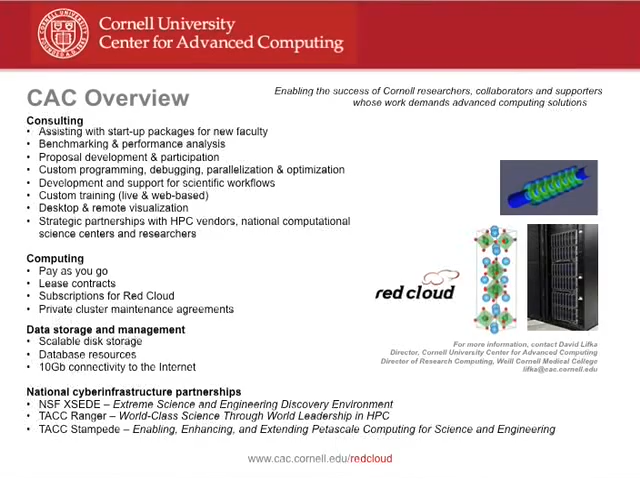 Cornell University
Center for Advanced Computing
CAC Overview
Enabling the success of Cornell researchers, collaborators and supporters
whose work demands advanced computing solutions
Consulting
• Assisting with start-up packages for new faculty
• Benchmarking & performance analysis
• Proposal development & participation
• Custom programming, debugging, parallelization & optimization
• Development and support for scientific workflows
• Custom training (live & web-based)
• Desktop & remote visualization
• Strategic partnerships with HPC vendors, national computational
science centers and researchers
Computing
• Pay as you go
• Lease contracts
• Subscriptions for Red Cloud
• Private cluster maintenance agreements
red cloud
Data storage and management
• Scalable disk storage
• Database resources
• 10Gb connectivity to the Internet
For more information, contact David Lifka
Director, Cornell University Center for Advanced Computing
Director of Research Computing, Weill Cornell Medical College
lifka@cac.cornell.edu
National cyberinfrastructure partnerships
• NSF XSEDE – Extreme Science and Engineering Discovery Environment
• TACC Ranger – World-Class Science Through World Leadership in HPC
• TACC Stampede – Enabling, Enhancing, and Extending Petascale Computing for Science and Engineering
www.cac.cornell.edu/redcloud